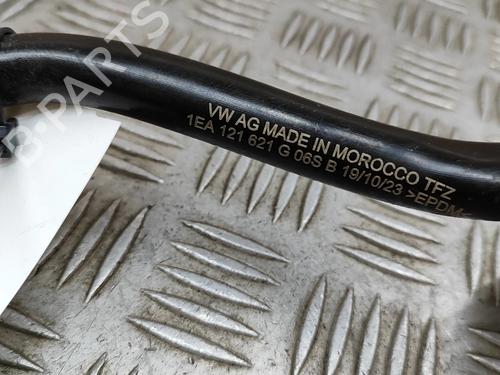 VW AG MADE IN MOROCCO TFZ
1EA 121 621 G 06S B 19/10/23 >EPDM
B-PARTS